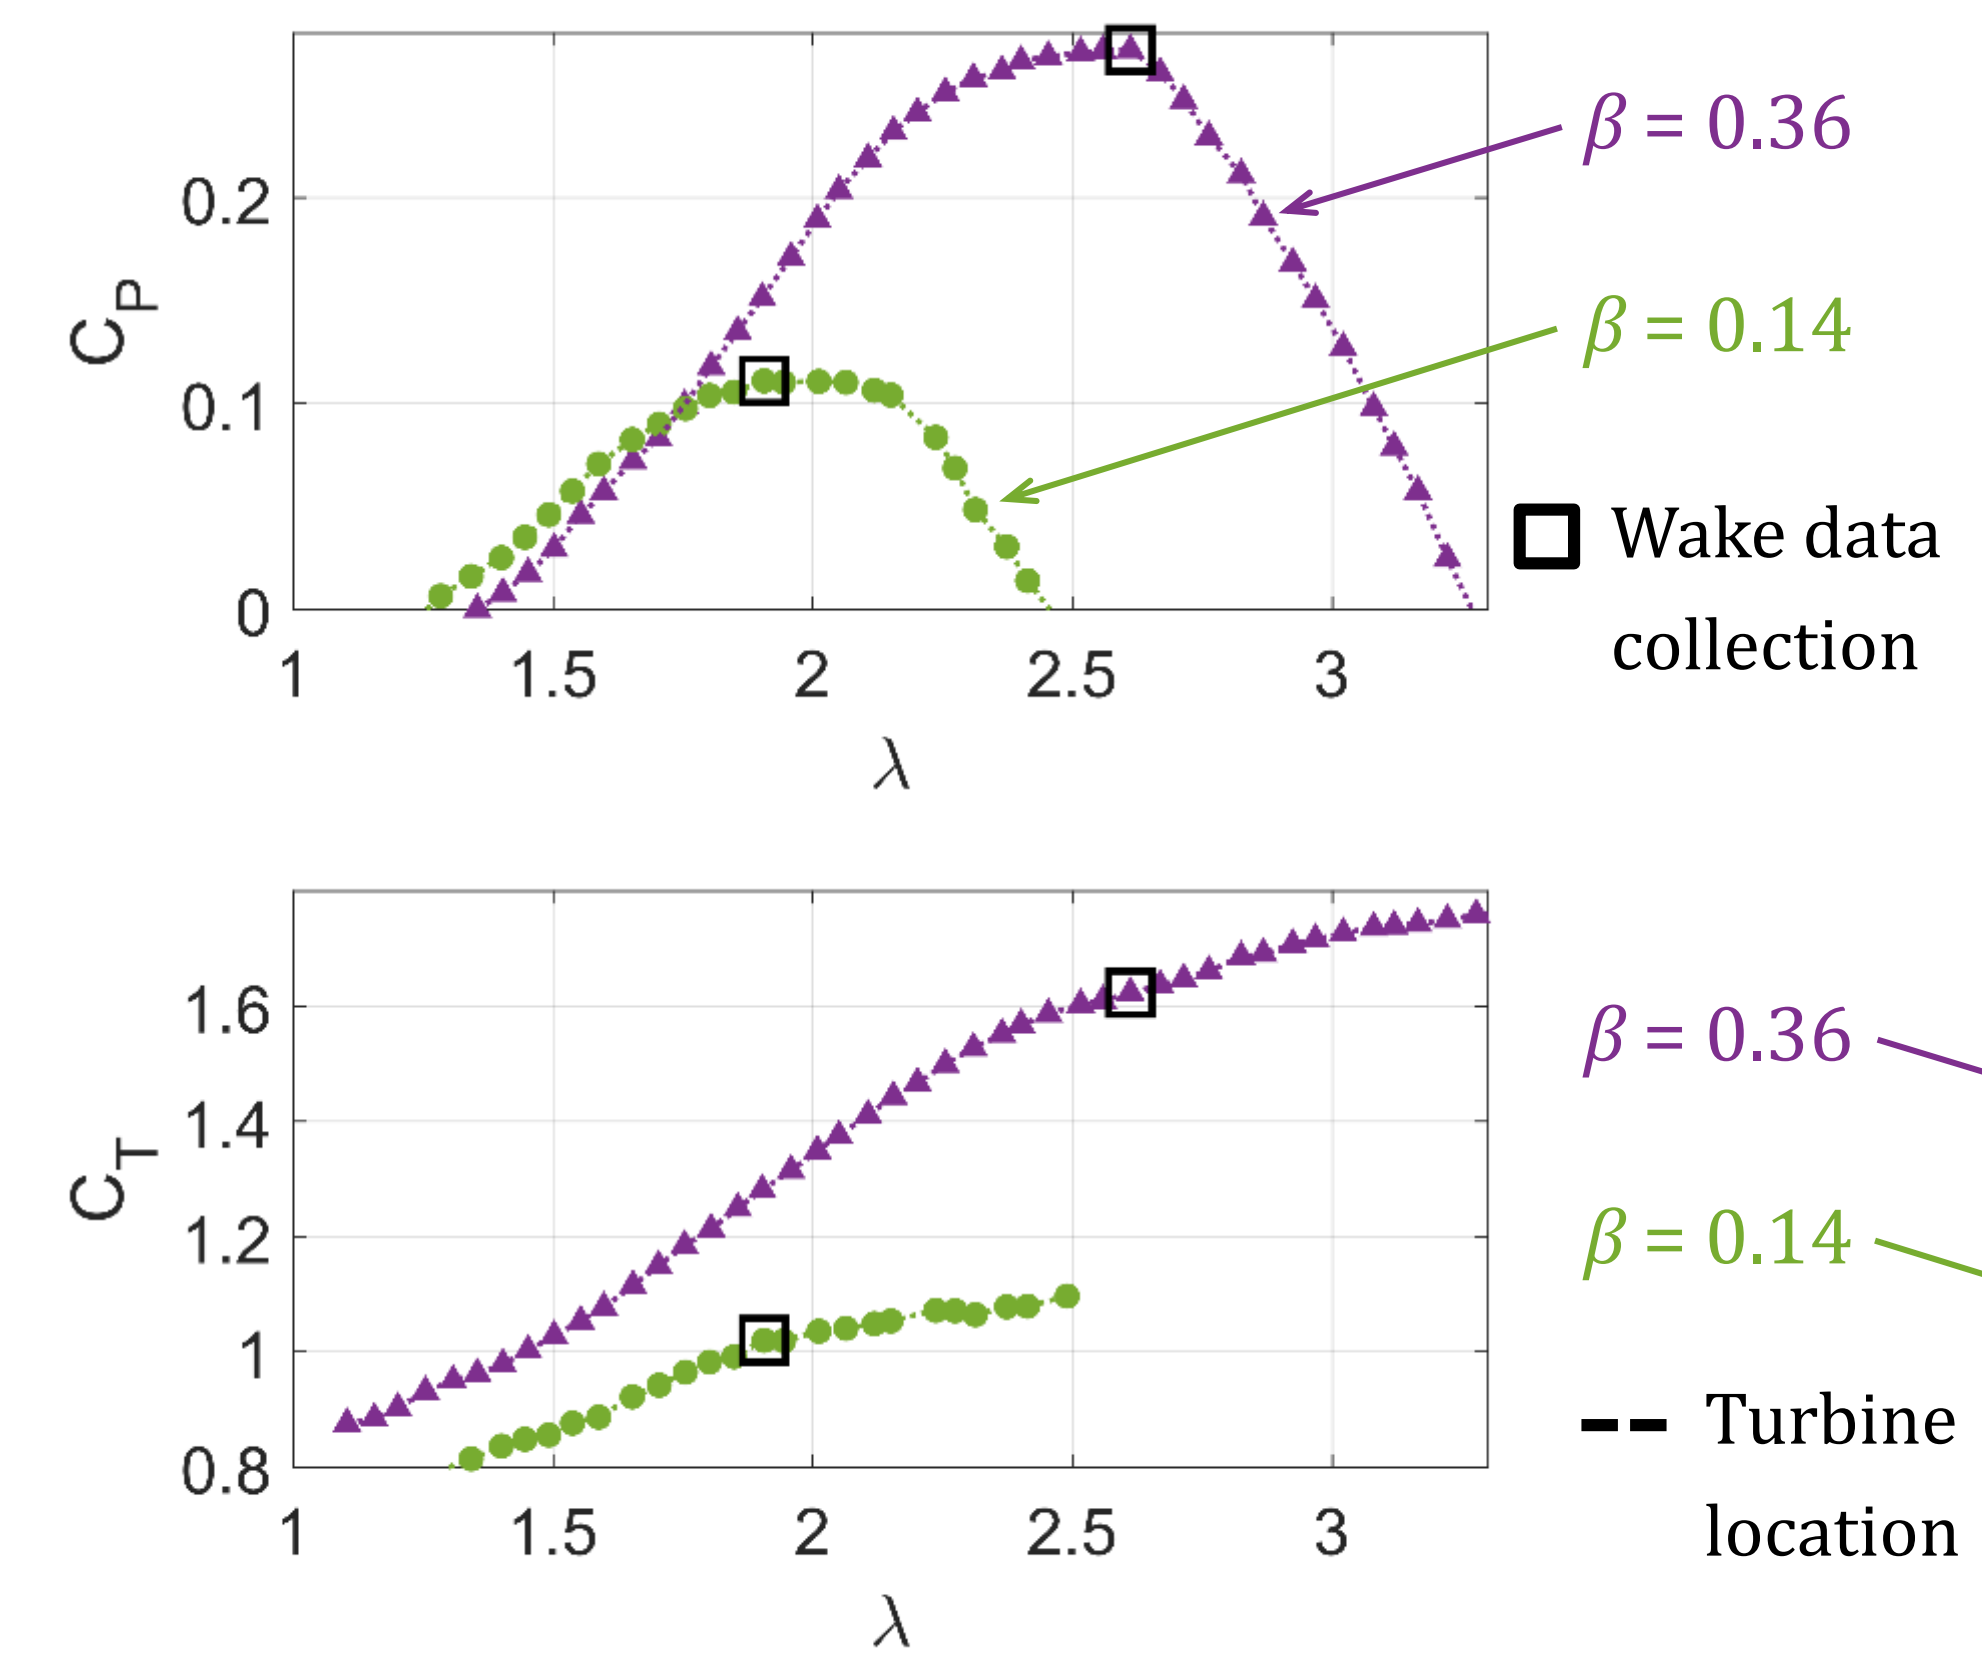 C_P
0.2
0.1
0
1 1.5 2 2.5 3
λ
β = 0.36
β = 0.14
Wake data
collection
C_T
1.6
1.4
1.2
1
0.8
1 1.5 2 2.5 3
λ
β = 0.36
β = 0.14
Turbine
location